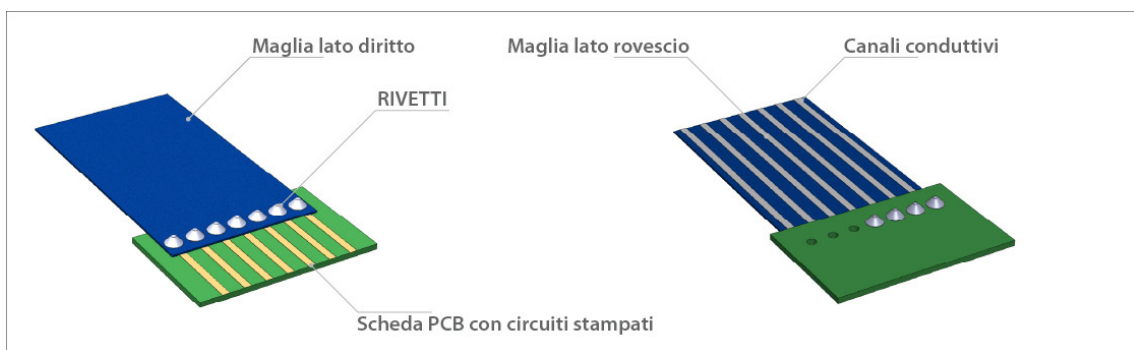 Maglia lato diritto
Maglia lato rovescio
Canali conduttivi
RIVETTI
Scheda PCB con circuiti stampati